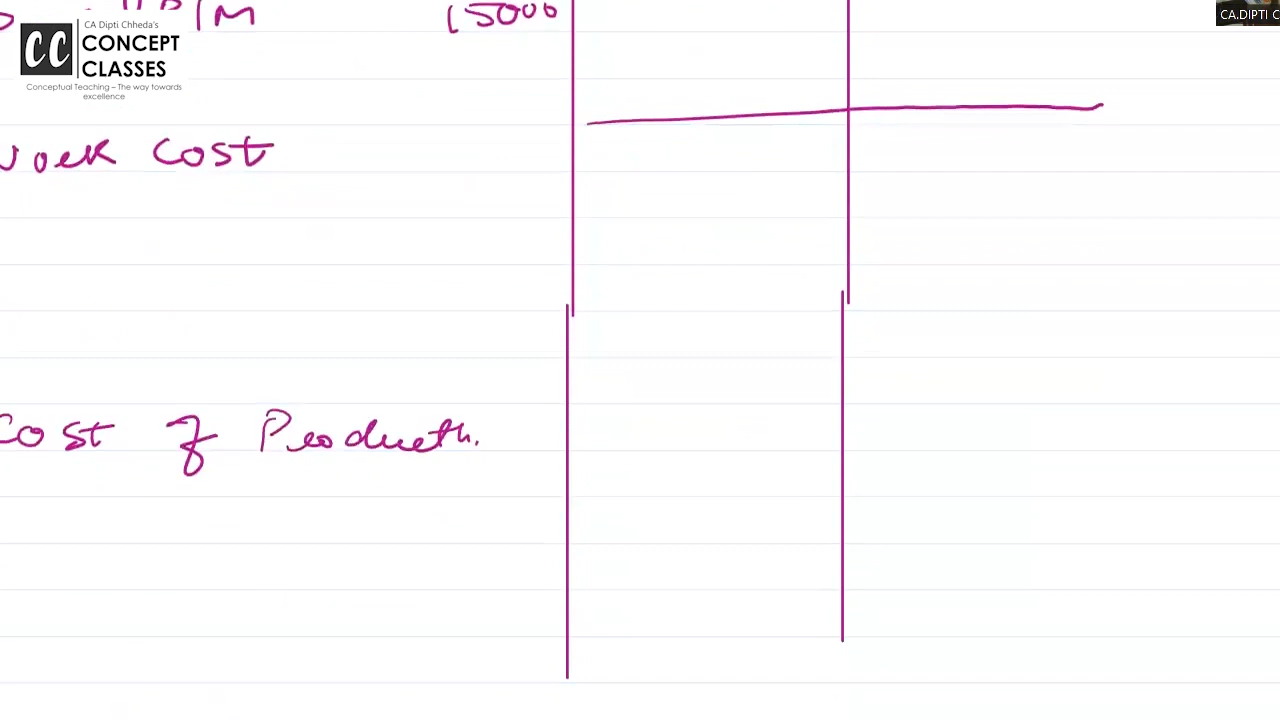 15000
CA.DIPTI C
CC
CA Dipti Chheda's
CONCEPT
CLASSES
Conceptual Teaching – The way towards
excellence
work cost
Cost of Producth.